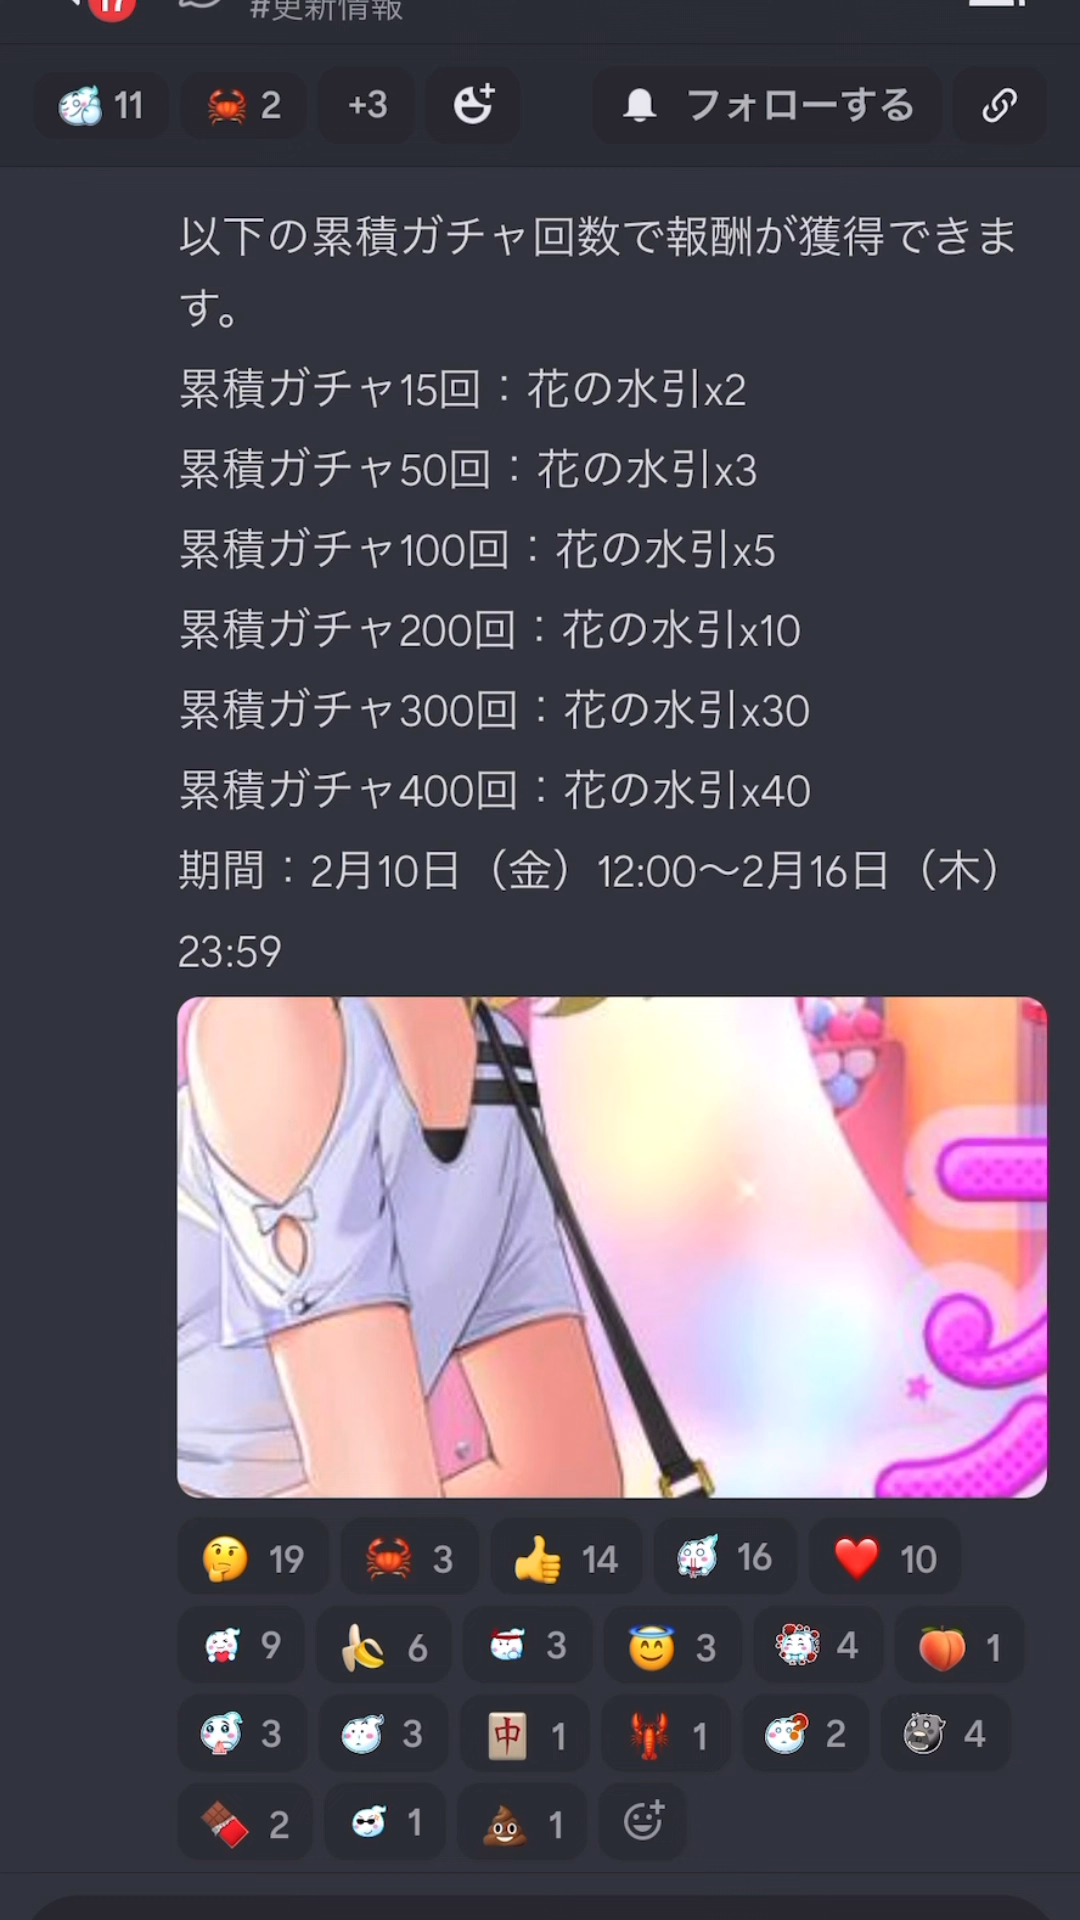 17
#更新情報
11 2 +3 フォローする
以下の累積ガチャ回数で報酬が獲得できま
す。
累積ガチャ15回：花の水引x2
累積ガチャ50回：花の水引x3
累積ガチャ100回：花の水引x5
累積ガチャ200回：花の水引x10
累積ガチャ300回：花の水引x30
累積ガチャ400回：花の水引x40
期間：2月10日（金）12:00〜2月16日（木）
23:59
19 3 14 16 10
9 6 3 3 4 1
3 3 中 1 1 2 4
2 1 1